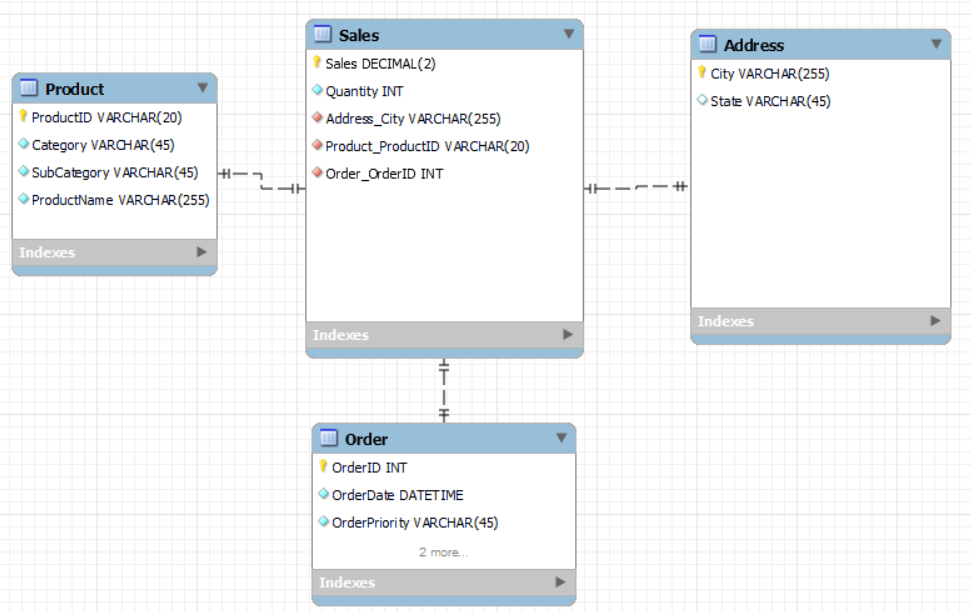 Product
ProductID VARCHAR(20)
Category VARCHAR(45)
SubCategory VARCHAR(45)
ProductName VARCHAR(255)
Indexes
Sales
Sales DECIMAL(2)
Quantity INT
Address_City VARCHAR(255)
Product_ProductID VARCHAR(20)
Order_OrderID INT
Indexes
Address
City VARCHAR(255)
State VARCHAR(45)
Indexes
Order
OrderID INT
OrderDate DATETIME
OrderPriority VARCHAR(45)
2 more...
Indexes